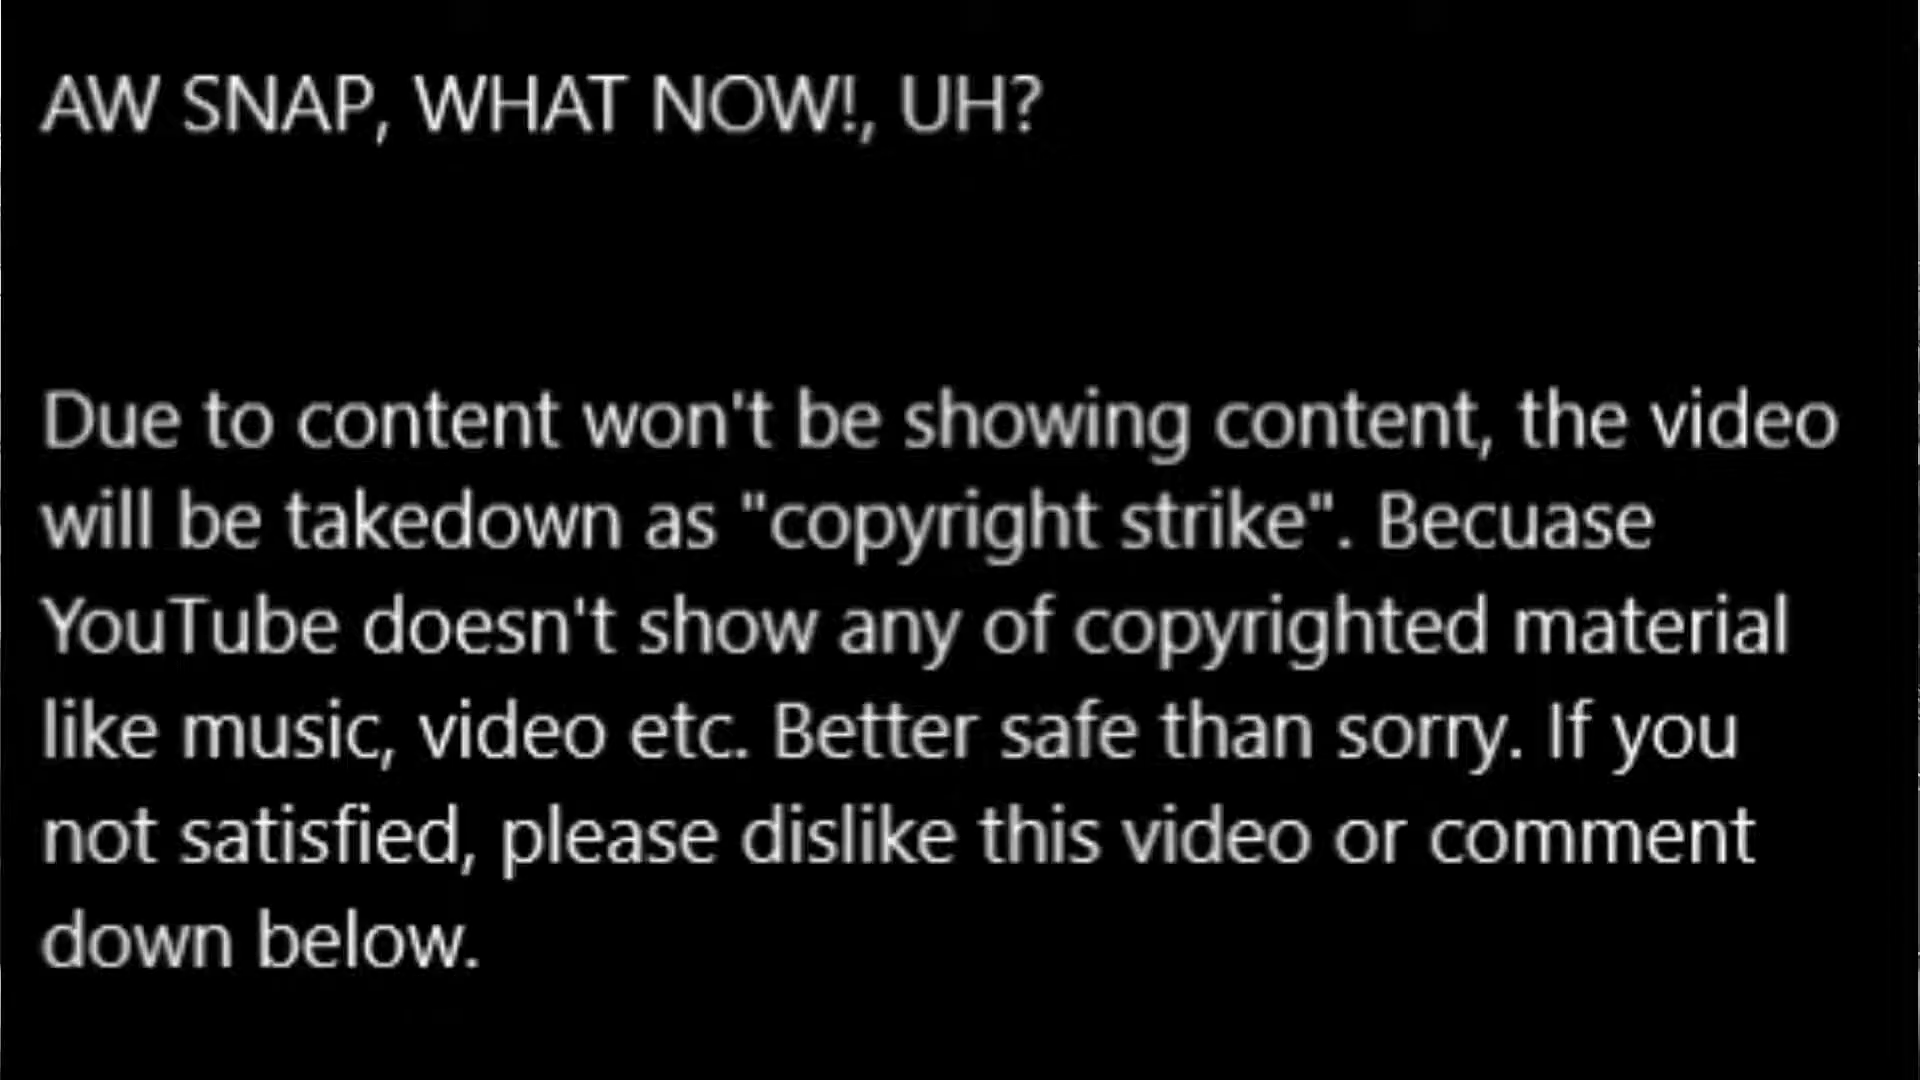 AW SNAP, WHAT NOW!, UH?
Due to content won't be showing content, the video
will be takedown as "copyright strike". Becuase
YouTube doesn't show any of copyrighted material
like music, video etc. Better safe than sorry. If you
not satisfied, please dislike this video or comment
down below.